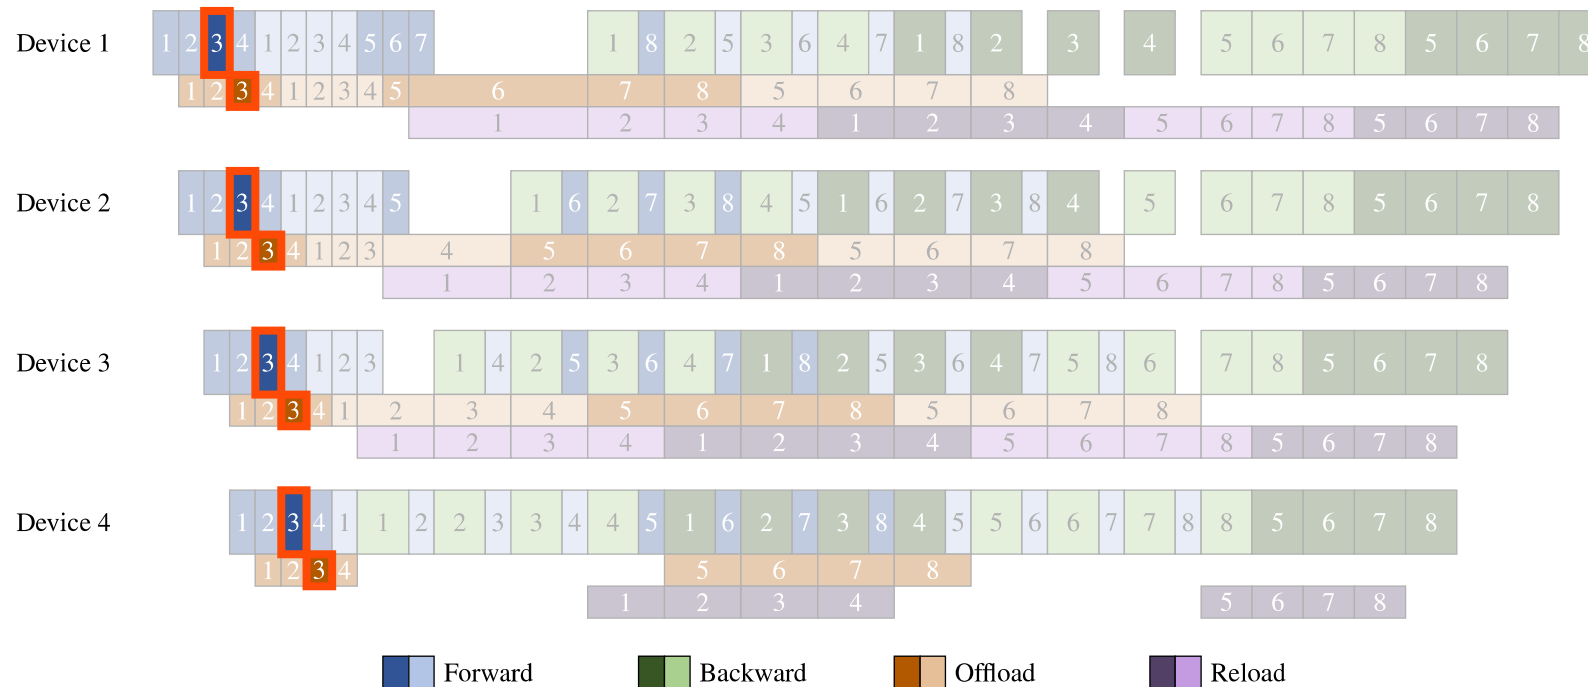 Device 1 1 2 3 4 1 2 3 4 5 6 7 1 8 2 5 3 6 4 7 1 8 2 3 4 5 6 7 8 5 6 7 8
1 2 3 4 1 2 3 4 5 6 7 8 5 6 7 8
1 2 3 4 1 2 3 4 5 6 7 8 5 6 7 8
Device 2 1 2 3 4 1 2 3 4 5 1 6 2 7 3 8 4 5 1 6 2 7 3 8 4 5 6 7 8 5 6 7 8
1 2 3 4 1 2 3 4 5 6 7 8 5 6 7 8
1 2 3 4 1 2 3 4 5 6 7 8 5 6 7 8
Device 3 1 2 3 4 1 2 3 1 4 2 5 3 6 4 7 1 8 2 5 3 6 4 7 5 8 6 7 8 5 6 7 8
1 2 3 4 1 2 3 4 5 6 7 8 5 6 7 8
1 2 3 4 1 2 3 4 5 6 7 8 5 6 7 8
Device 4 1 2 3 4 1 1 2 2 3 3 4 4 5 1 6 2 7 3 8 4 5 5 6 6 7 7 8 8 5 6 7 8
1 2 3 4 5 6 7 8
1 2 3 4 5 6 7 8
Forward Backward Offload Reload